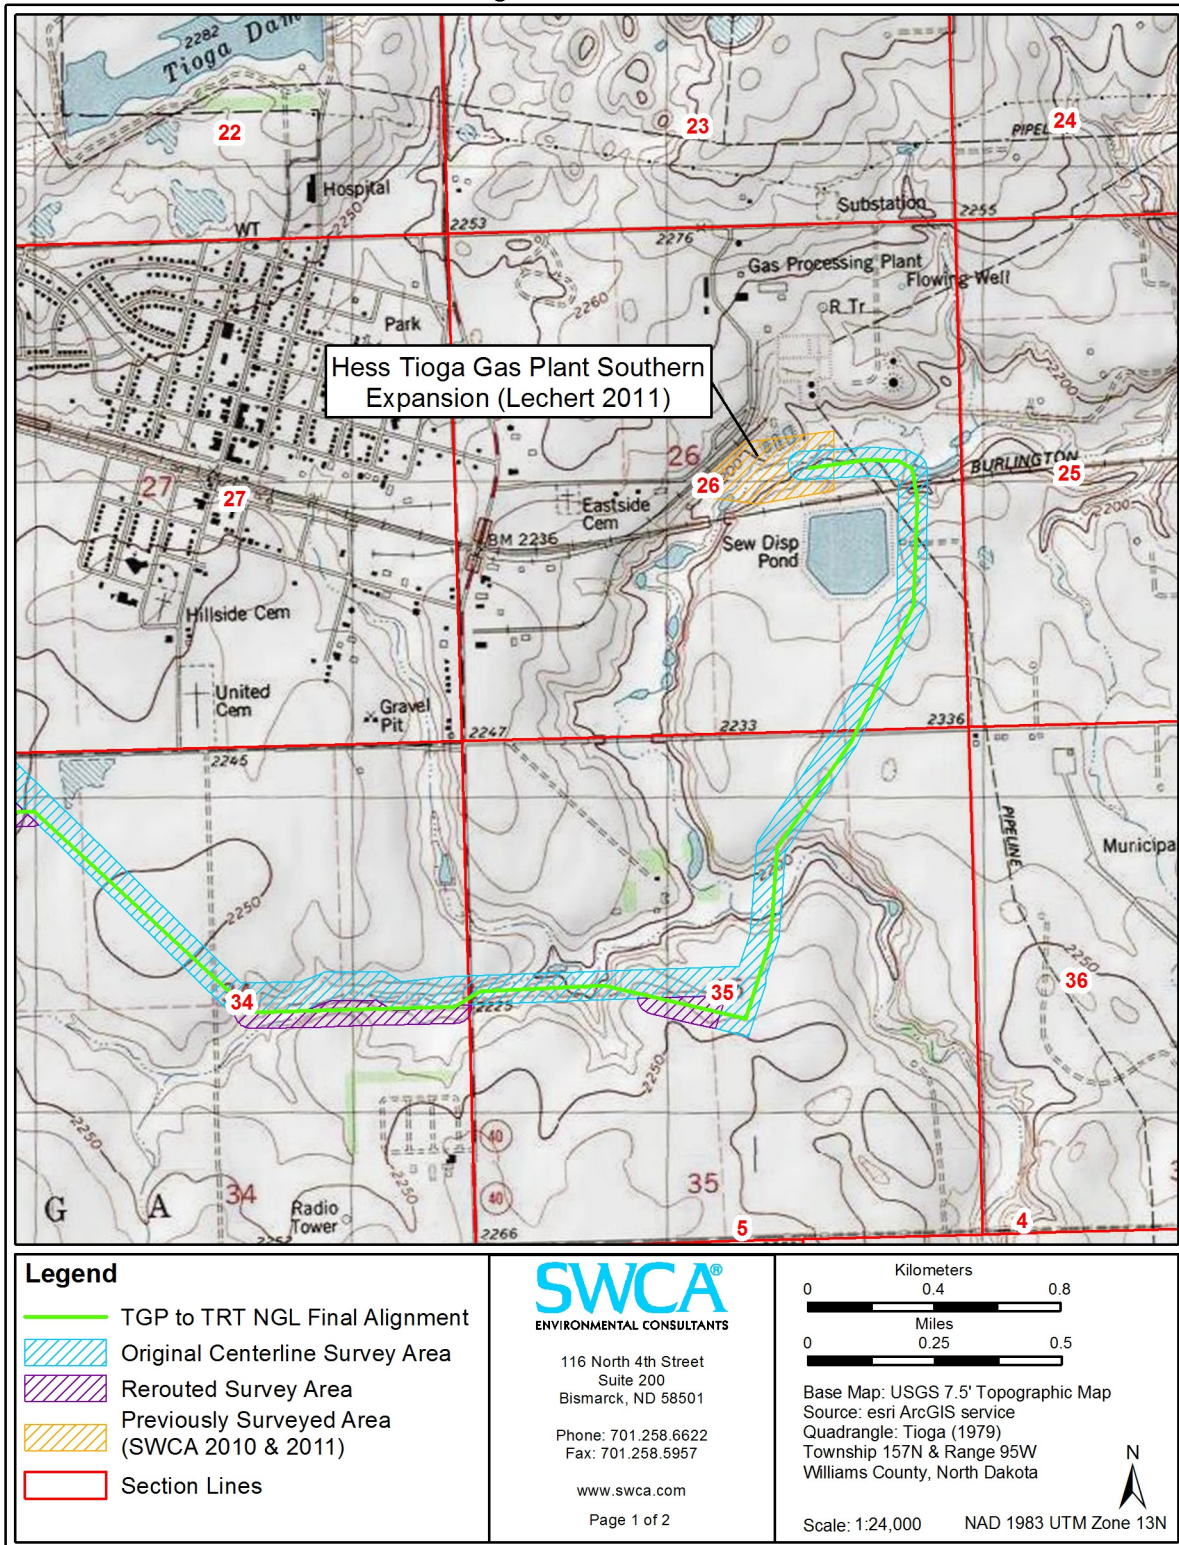 2282
Tioga Dam
22
23
24
PIPEL
Hospital
2250
Substation
WT
2253
2255
2276
Gas Processing Plant
Flowing Well
R Tr
2260
Park
Hess Tioga Gas Plant Southern
Expansion (Lechert 2011)
2200
26
BURLINGTON
27
27
26
25
Eastside
Cem
2200
BM 2236
Sew Disp
Pond
Hillside Cem
United
Cem
Gravel
Pit
2247
2233
2336
2245
PIPELINE
Municipa
2250
2250
2250
34
35
36
2225
2250
2250
40
2250
34
35
3
G A
Radio
Tower
40
2266
5
4
Legend
TGP to TRT NGL Final Alignment
Original Centerline Survey Area
Rerouted Survey Area
Previously Surveyed Area
(SWCA 2010 & 2011)
Section Lines
SWCA®
ENVIRONMENTAL CONSULTANTS
116 North 4th Street
Suite 200
Bismarck, ND 58501
Phone: 701.258.6622
Fax: 701.258.5957
www.swca.com
Page 1 of 2
Kilometers
0 0.4 0.8
Miles
0 0.25 0.5
Base Map: USGS 7.5' Topographic Map
Source: esri ArcGIS service
Quadrangle: Tioga (1979)
Township 157N & Range 95W
Williams County, North Dakota
N
Scale: 1:24,000 NAD 1983 UTM Zone 13N